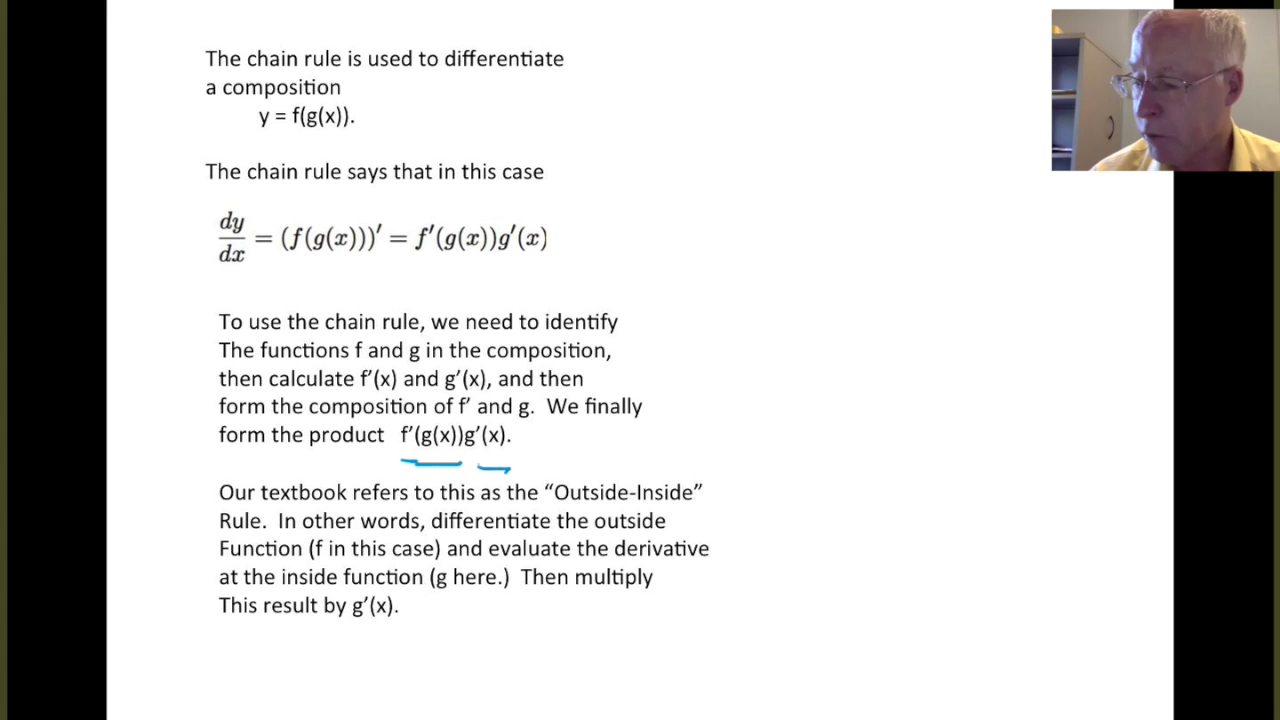 The chain rule is used to differentiate
a composition
y = f(g(x)).
The chain rule says that in this case
dy/dx = (f(g(x)))′ = f′(g(x))g′(x)
To use the chain rule, we need to identify
The functions f and g in the composition,
then calculate f’(x) and g’(x), and then
form the composition of f’ and g. We finally
form the product f’(g(x))g’(x).
Our textbook refers to this as the “Outside-Inside”
Rule. In other words, differentiate the outside
Function (f in this case) and evaluate the derivative
at the inside function (g here.) Then multiply
This result by g’(x).